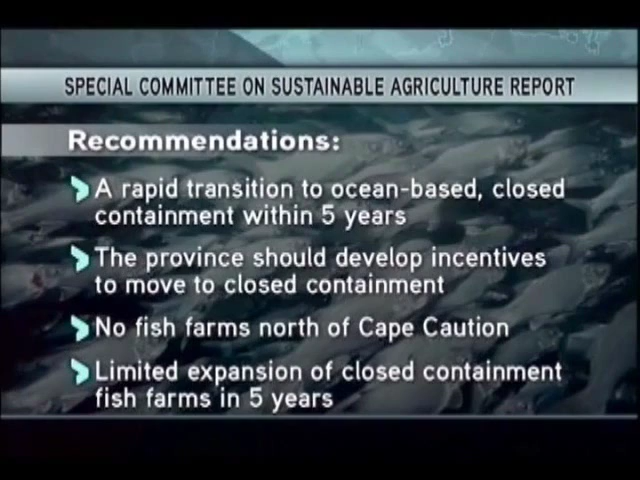 SPECIAL COMMITTEE ON SUSTAINABLE AGRICULTURE REPORT
Recommendations:
A rapid transition to ocean-based, closed
containment within 5 years
The province should develop incentives
to move to closed containment
No fish farms north of Cape Caution
Limited expansion of closed containment
fish farms in 5 years